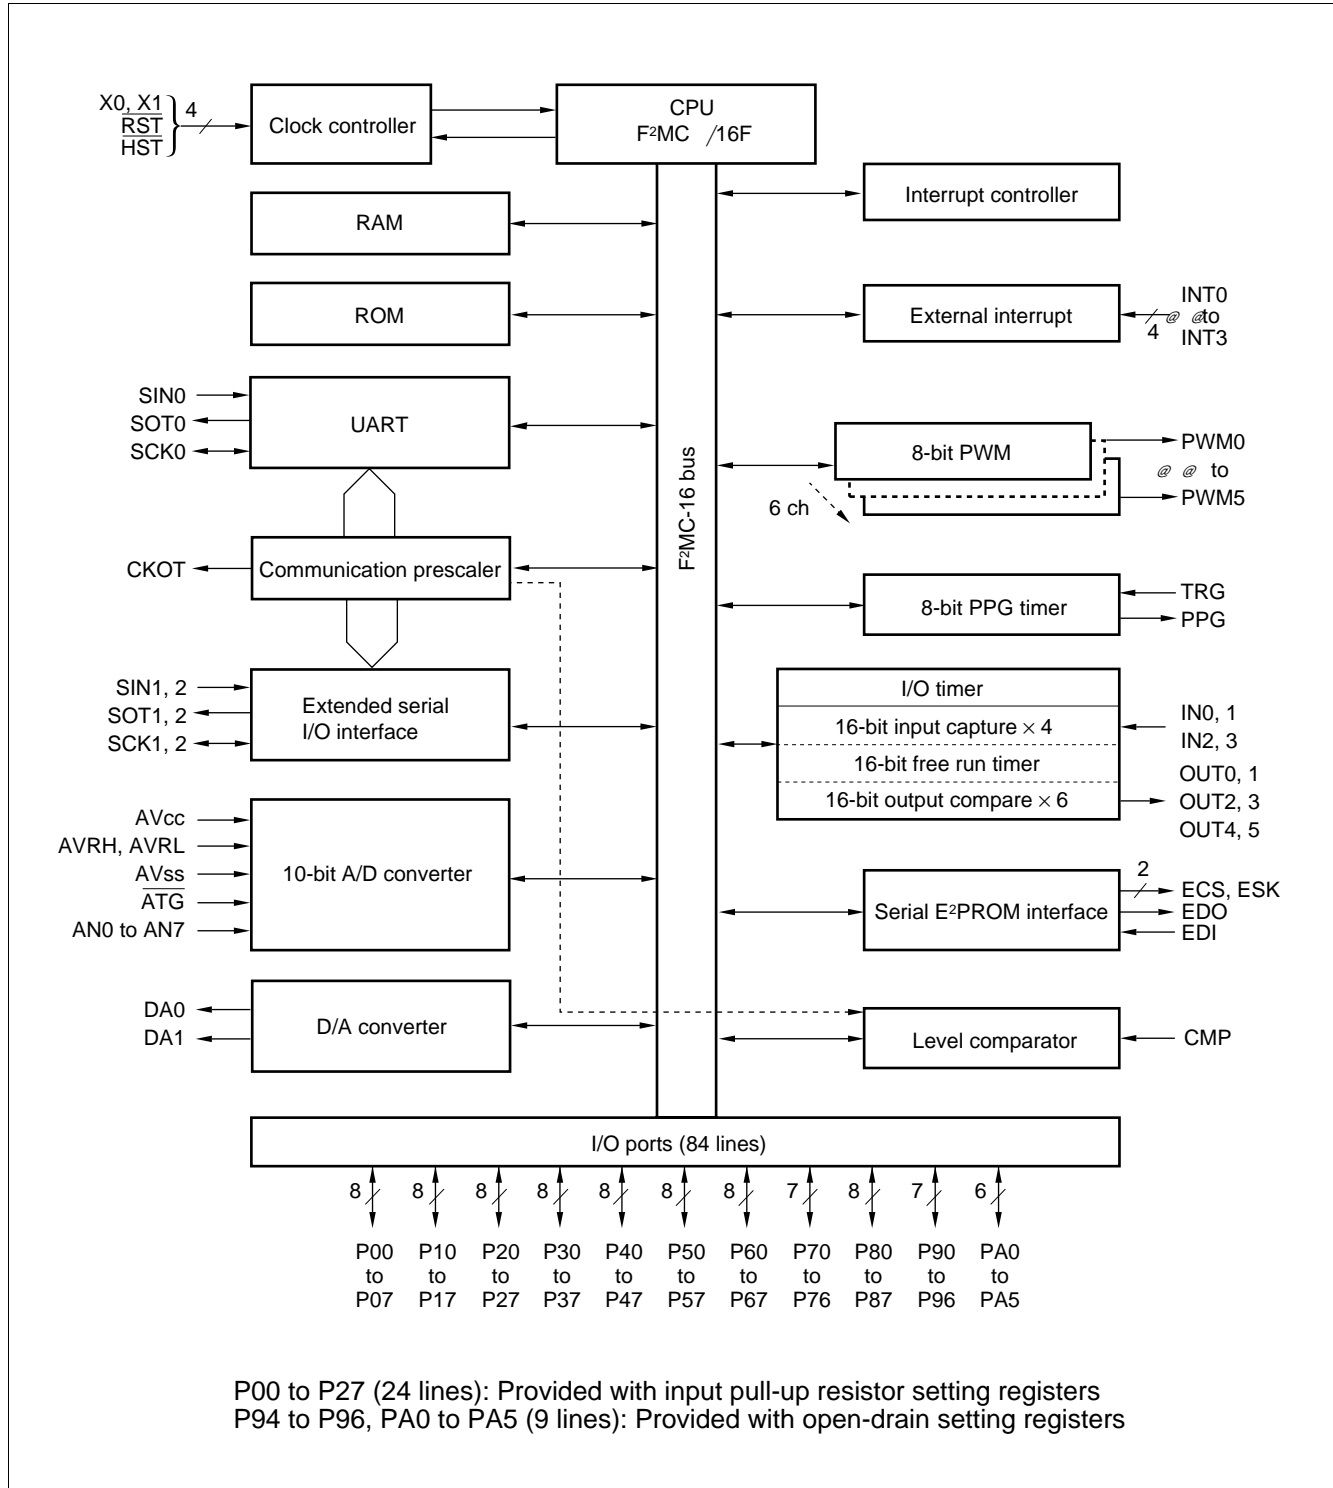 X0, X1
RST
HST
4
Clock controller
CPU
F²MC /16F
Interrupt controller
RAM
ROM
External interrupt
4
INT0
@ @to
INT3
SIN0
SOT0
SCK0
UART
F²MC-16 bus
8-bit PWM
6 ch
PWM0
@ @ to
PWM5
CKOT
Communication prescaler
8-bit PPG timer
TRG
PPG
SIN1, 2
SOT1, 2
SCK1, 2
Extended serial
I/O interface
I/O timer
16-bit input capture × 4
16-bit free run timer
16-bit output compare × 6
IN0, 1
IN2, 3
OUT0, 1
OUT2, 3
OUT4, 5
AVcc
AVRH, AVRL
AVss
ATG
AN0 to AN7
10-bit A/D converter
Serial E²PROM interface
2
ECS, ESK
EDO
EDI
DA0
DA1
D/A converter
Level comparator
CMP
I/O ports (84 lines)
8 8 8 8 8 8 8 7 8 7 6
P00 P10 P20 P30 P40 P50 P60 P70 P80 P90 PA0
to to to to to to to to to to to
P07 P17 P27 P37 P47 P57 P67 P76 P87 P96 PA5
P00 to P27 (24 lines): Provided with input pull-up resistor setting registers
P94 to P96, PA0 to PA5 (9 lines): Provided with open-drain setting registers